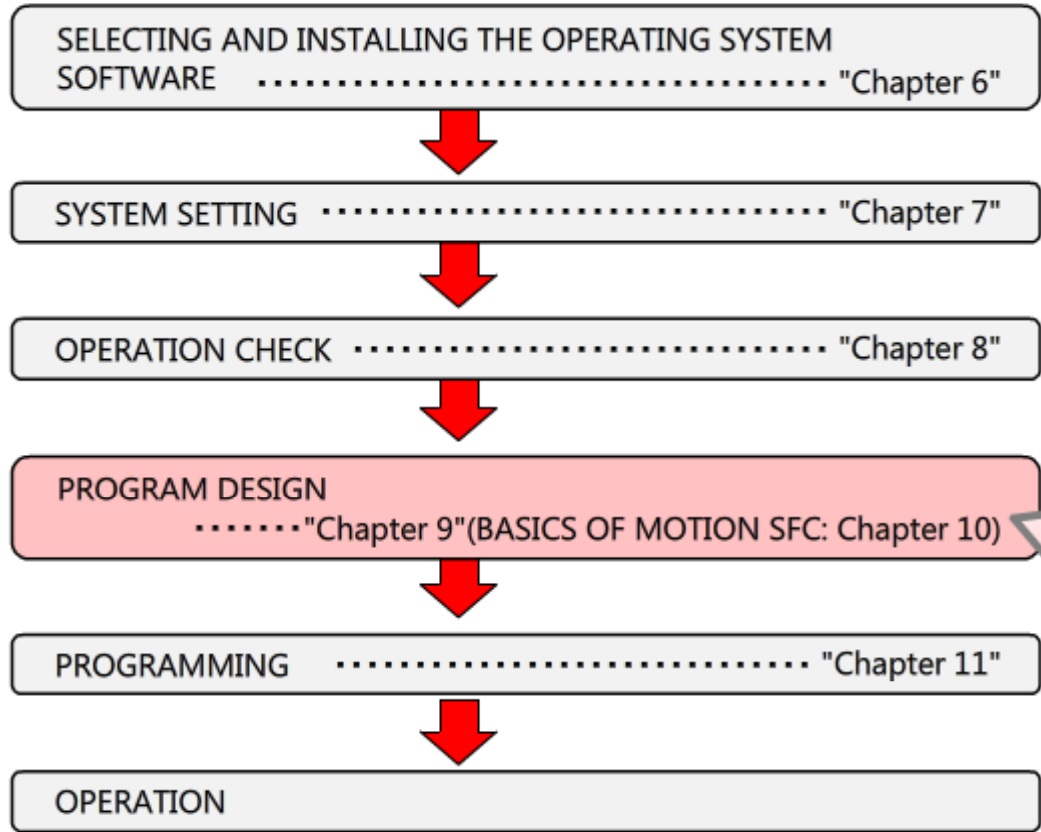 SELECTING AND INSTALLING THE OPERATING SYSTEM
SOFTWARE ···································· "Chapter 6"
SYSTEM SETTING ································ "Chapter 7"
OPERATION CHECK ······························ "Chapter 8"
PROGRAM DESIGN
·······"Chapter 9"(BASICS OF MOTION SFC: Chapter 10)
PROGRAMMING ······························ "Chapter 11"
OPERATION